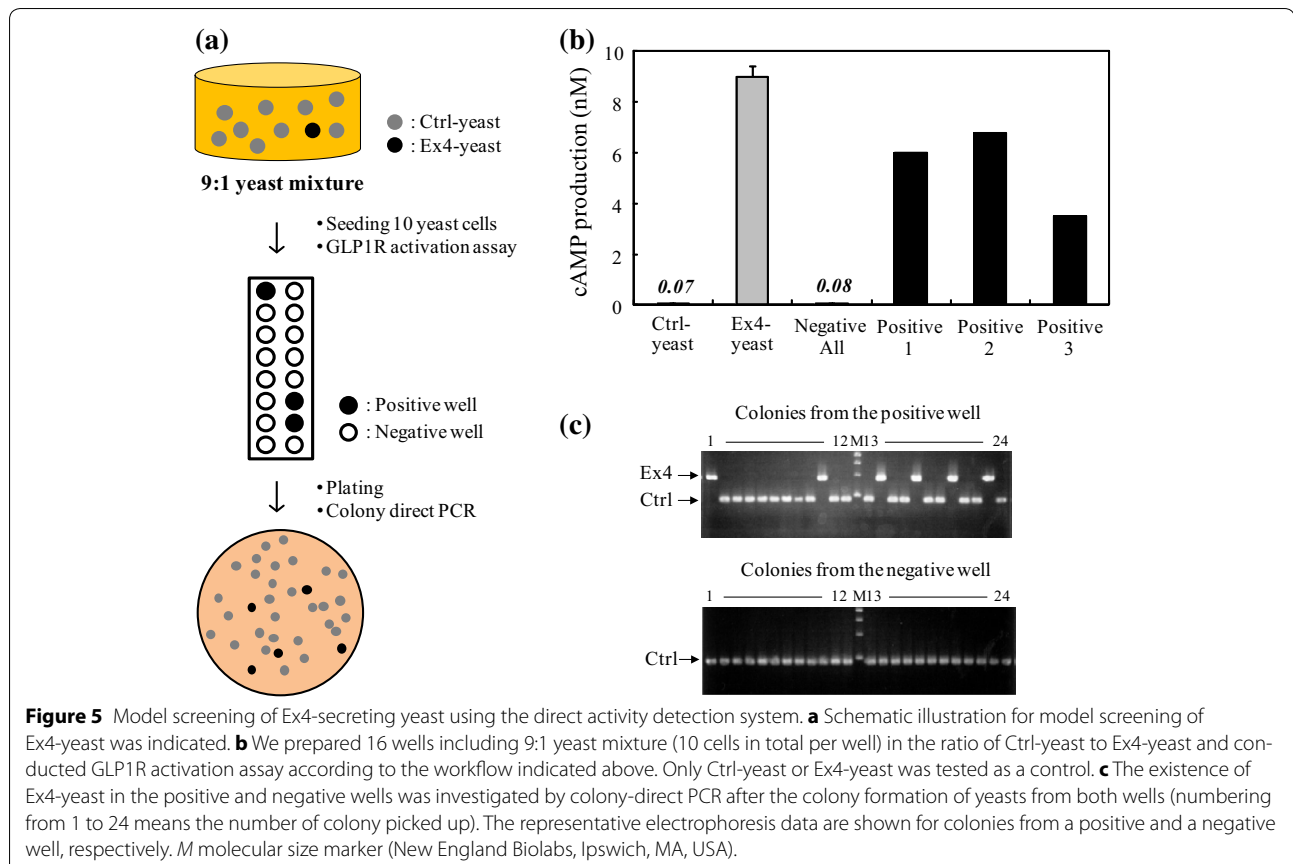 (a)
: Ctrl-yeast
: Ex4-yeast
9:1 yeast mixture
•Seeding 10 yeast cells
•GLP1R activation assay
: Positive well
: Negative well
•Plating
•Colony direct PCR
(b)
cAMP production (nM)
10
8
6
4
2
0
0.07
0.08
Ctrl-
yeast
Ex4-
yeast
Negative
All
Positive
1
Positive
2
Positive
3
(c)
Colonies from the positive well
1 12 M13 24
Ex4
Ctrl
Colonies from the negative well
1 12 M13 24
Ctrl
Figure 5 Model screening of Ex4-secreting yeast using the direct activity detection system. a Schematic illustration for model screening of
Ex4-yeast was indicated. b We prepared 16 wells including 9:1 yeast mixture (10 cells in total per well) in the ratio of Ctrl-yeast to Ex4-yeast and con-
ducted GLP1R activation assay according to the workflow indicated above. Only Ctrl-yeast or Ex4-yeast was tested as a control. c The existence of
Ex4-yeast in the positive and negative wells was investigated by colony-direct PCR after the colony formation of yeasts from both wells (numbering
from 1 to 24 means the number of colony picked up). The representative electrophoresis data are shown for colonies from a positive and a negative
well, respectively. M molecular size marker (New England Biolabs, Ipswich, MA, USA).